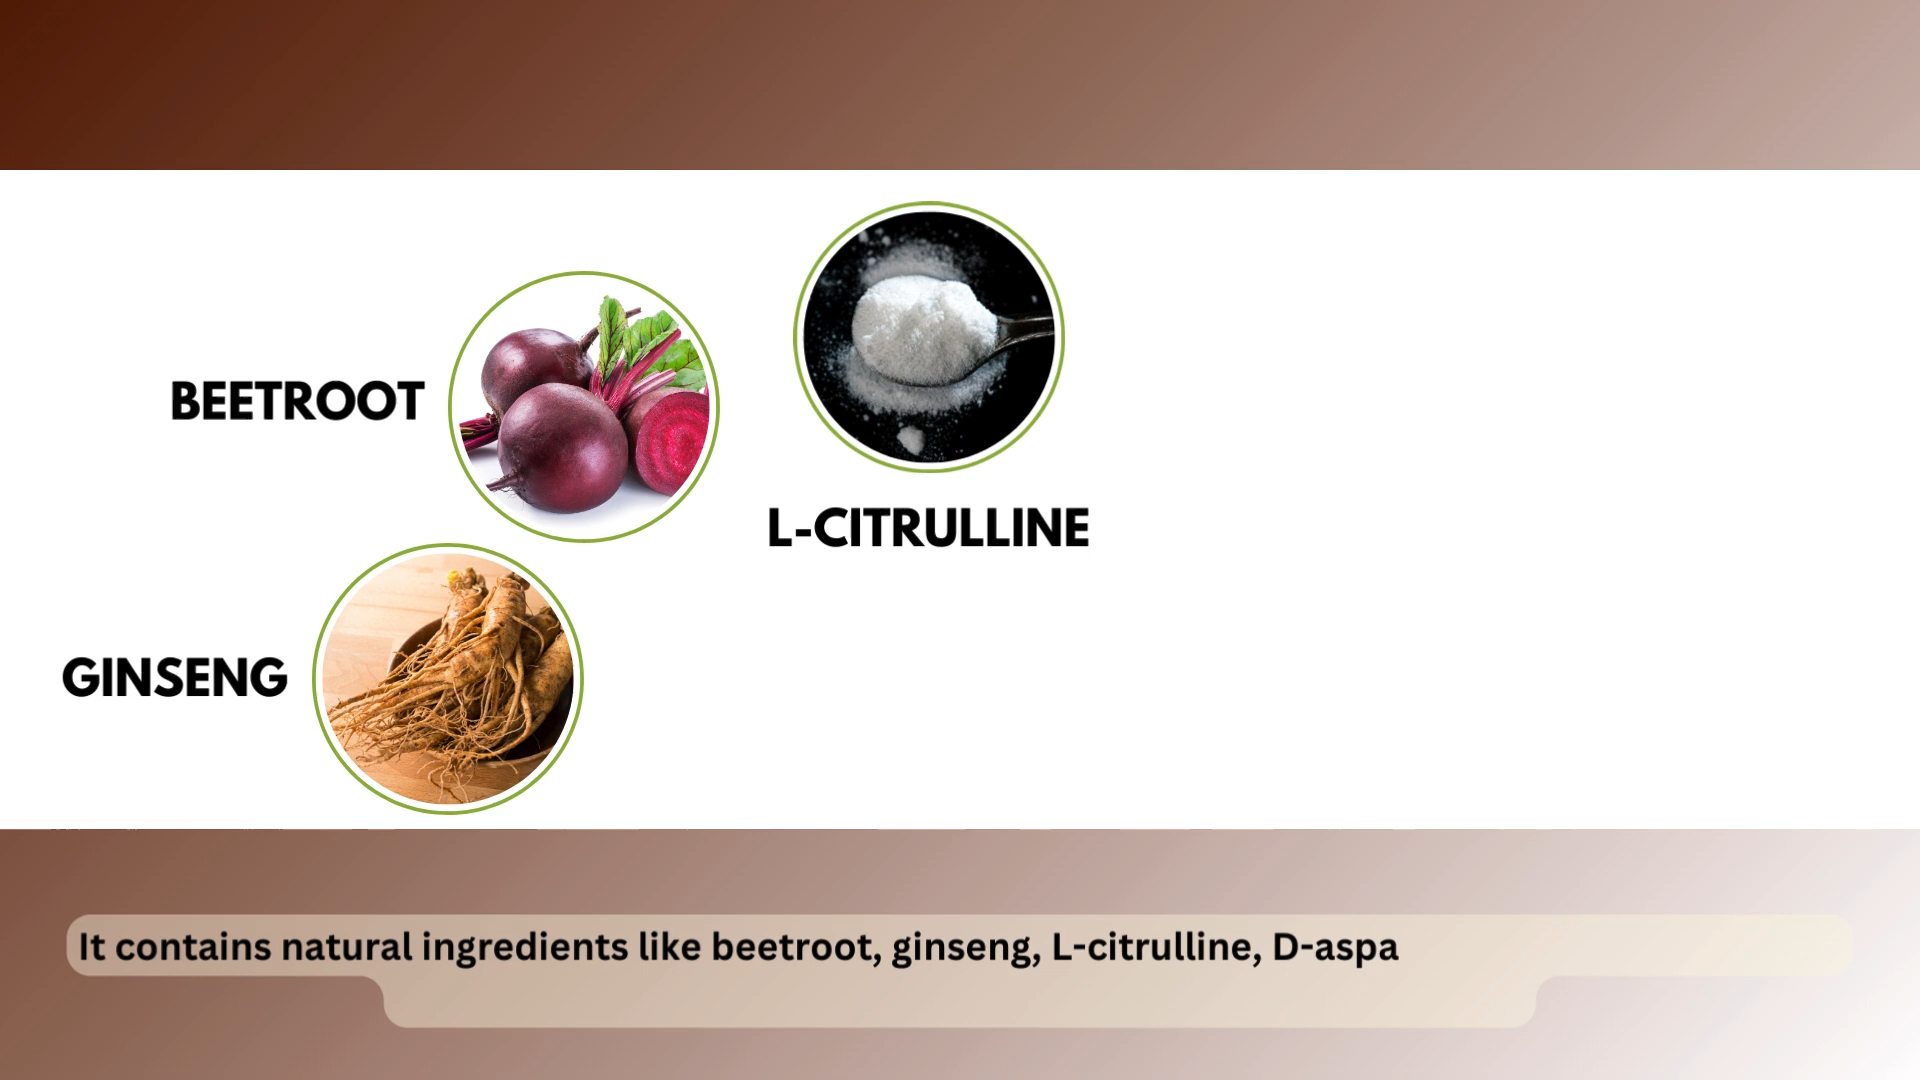 BEETROOT
L-CITRULLINE
GINSENG
It contains natural ingredients like beetroot, ginseng, L-citrulline, D-aspa